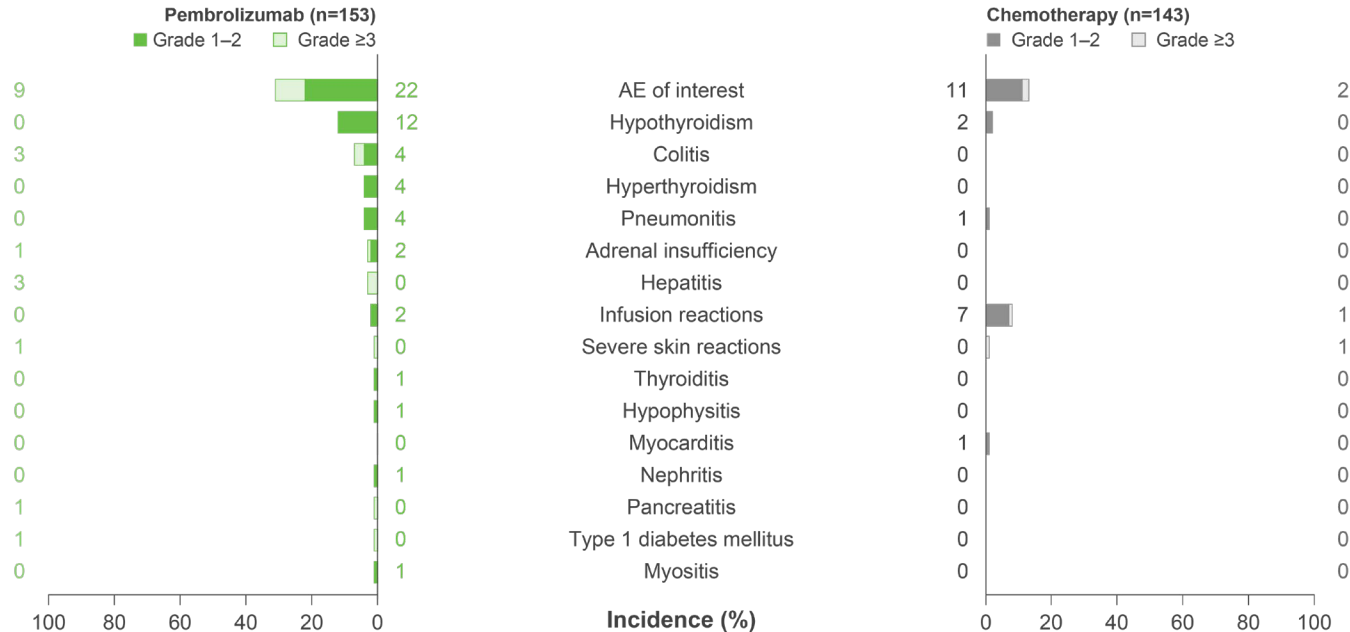 Pembrolizumab (n=153) Chemotherapy (n=143)
Grade 1–2 Grade ≥3 Grade 1–2 Grade ≥3
9 22 AE of interest 11 2
0 12 Hypothyroidism 2 0
3 4 Colitis 0 0
0 4 Hyperthyroidism 0 0
0 4 Pneumonitis 1 0
1 2 Adrenal insufficiency 0 0
3 0 Hepatitis 0 0
0 2 Infusion reactions 7 1
1 0 Severe skin reactions 0 1
0 1 Thyroiditis 0 0
0 1 Hypophysitis 0 0
0 0 Myocarditis 1 0
0 1 Nephritis 0 0
1 0 Pancreatitis 0 0
1 0 Type 1 diabetes mellitus 0 0
0 1 Myositis 0 0
100 80 60 40 20 0 Incidence (%) 0 20 40 60 80 100